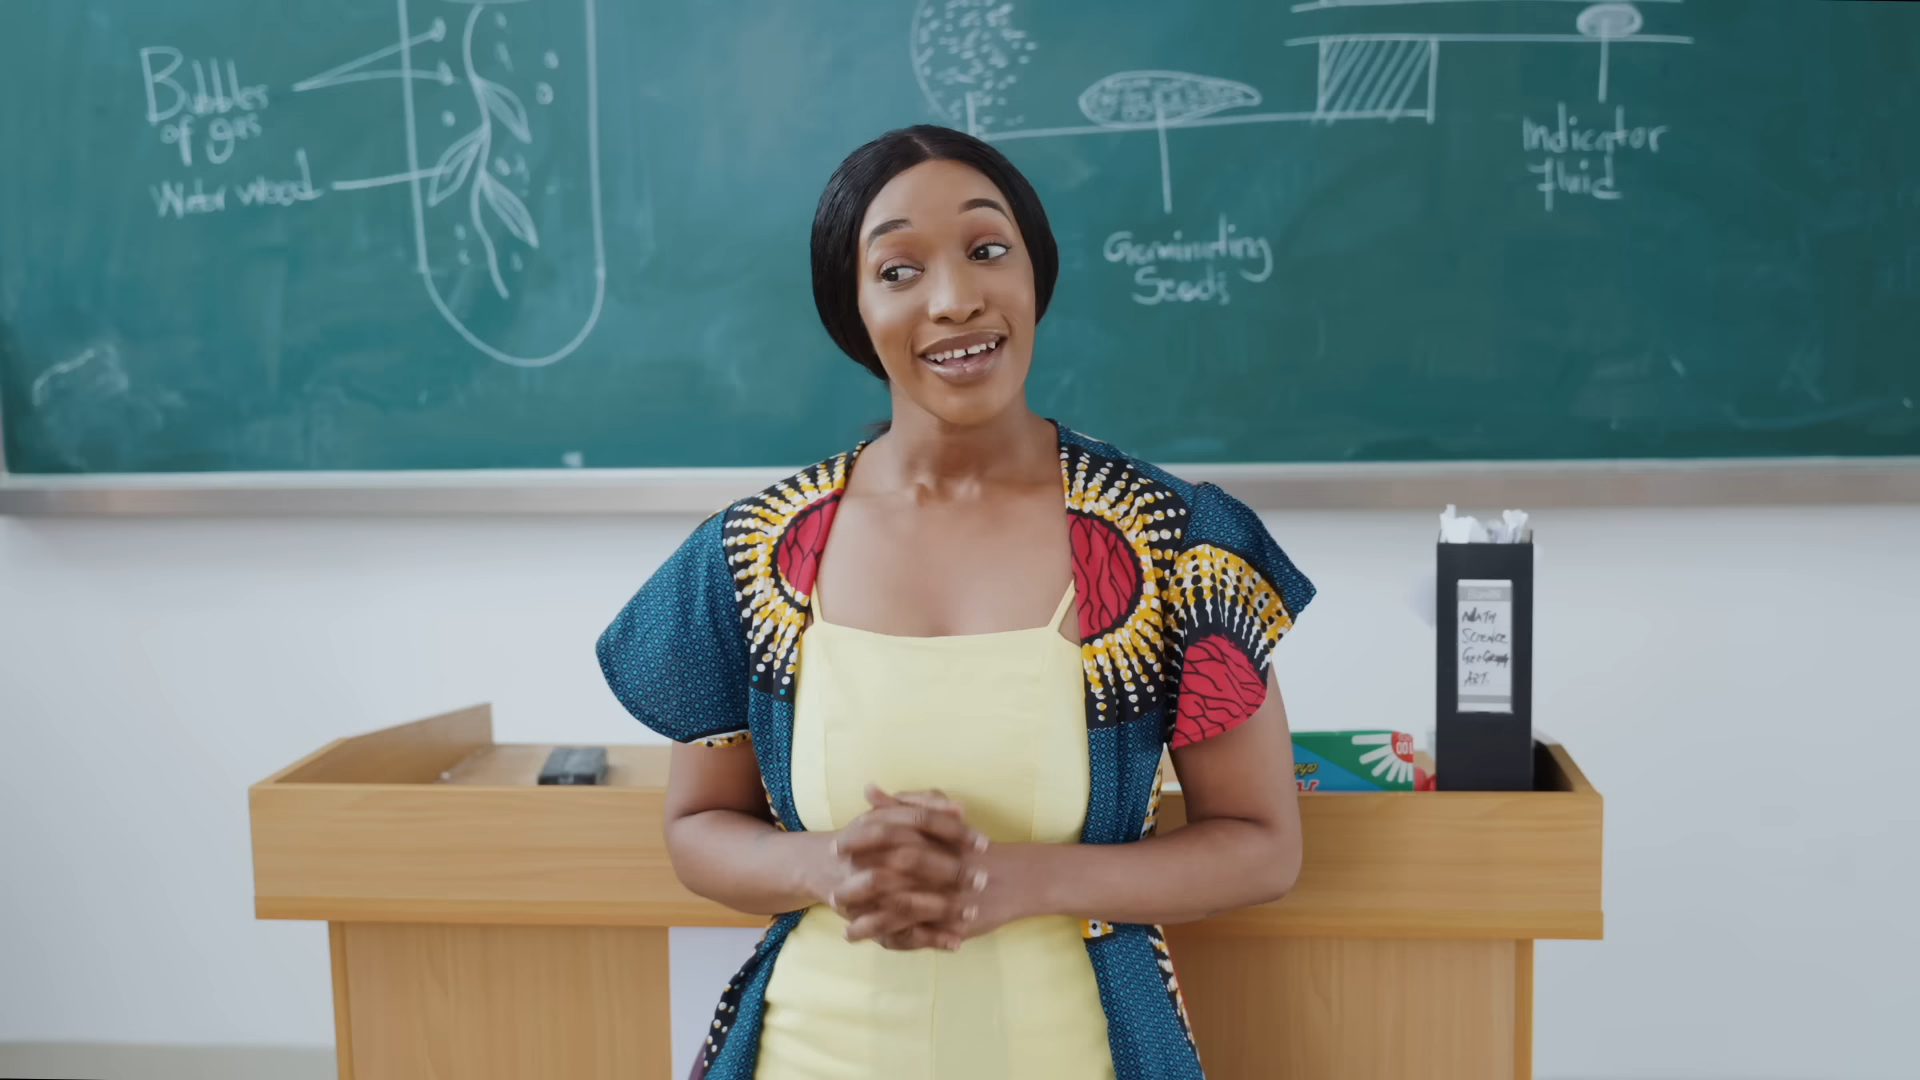 Bubbles
of gas
Water weed
Germinating
Seeds
Indicator
fluid
MATH
SCIENCE
ART.